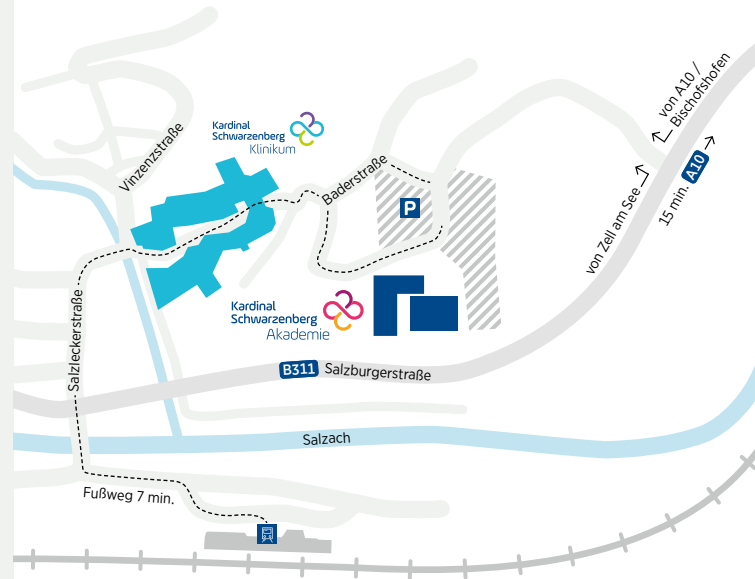 von A10 /
Bischofshofen
Kardinal
Schwarzenberg
Klinikum
Vinzenzstraße
Baderstraße
P
A10
15 min.
von Zell am See
Salzleckerstraße
Kardinal
Schwarzenberg
Akademie
B311 Salzburgerstraße
Salzach
Fußweg 7 min.